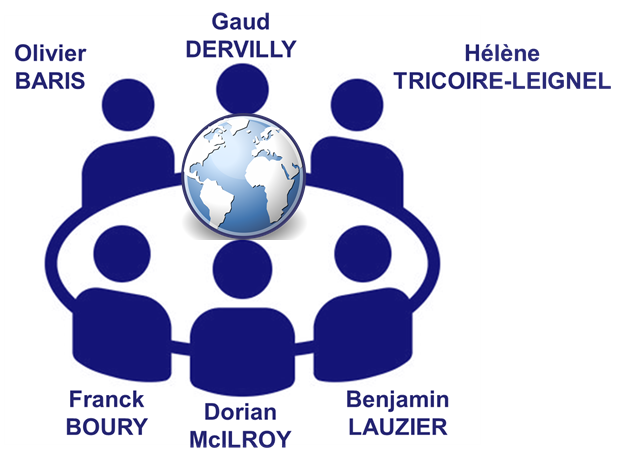 Olivier
BARIS
Gaud
DERVILLY
Hélène
TRICOIRE-LEIGNEL
Franck
BOURY
Dorian
McILROY
Benjamin
LAUZIER